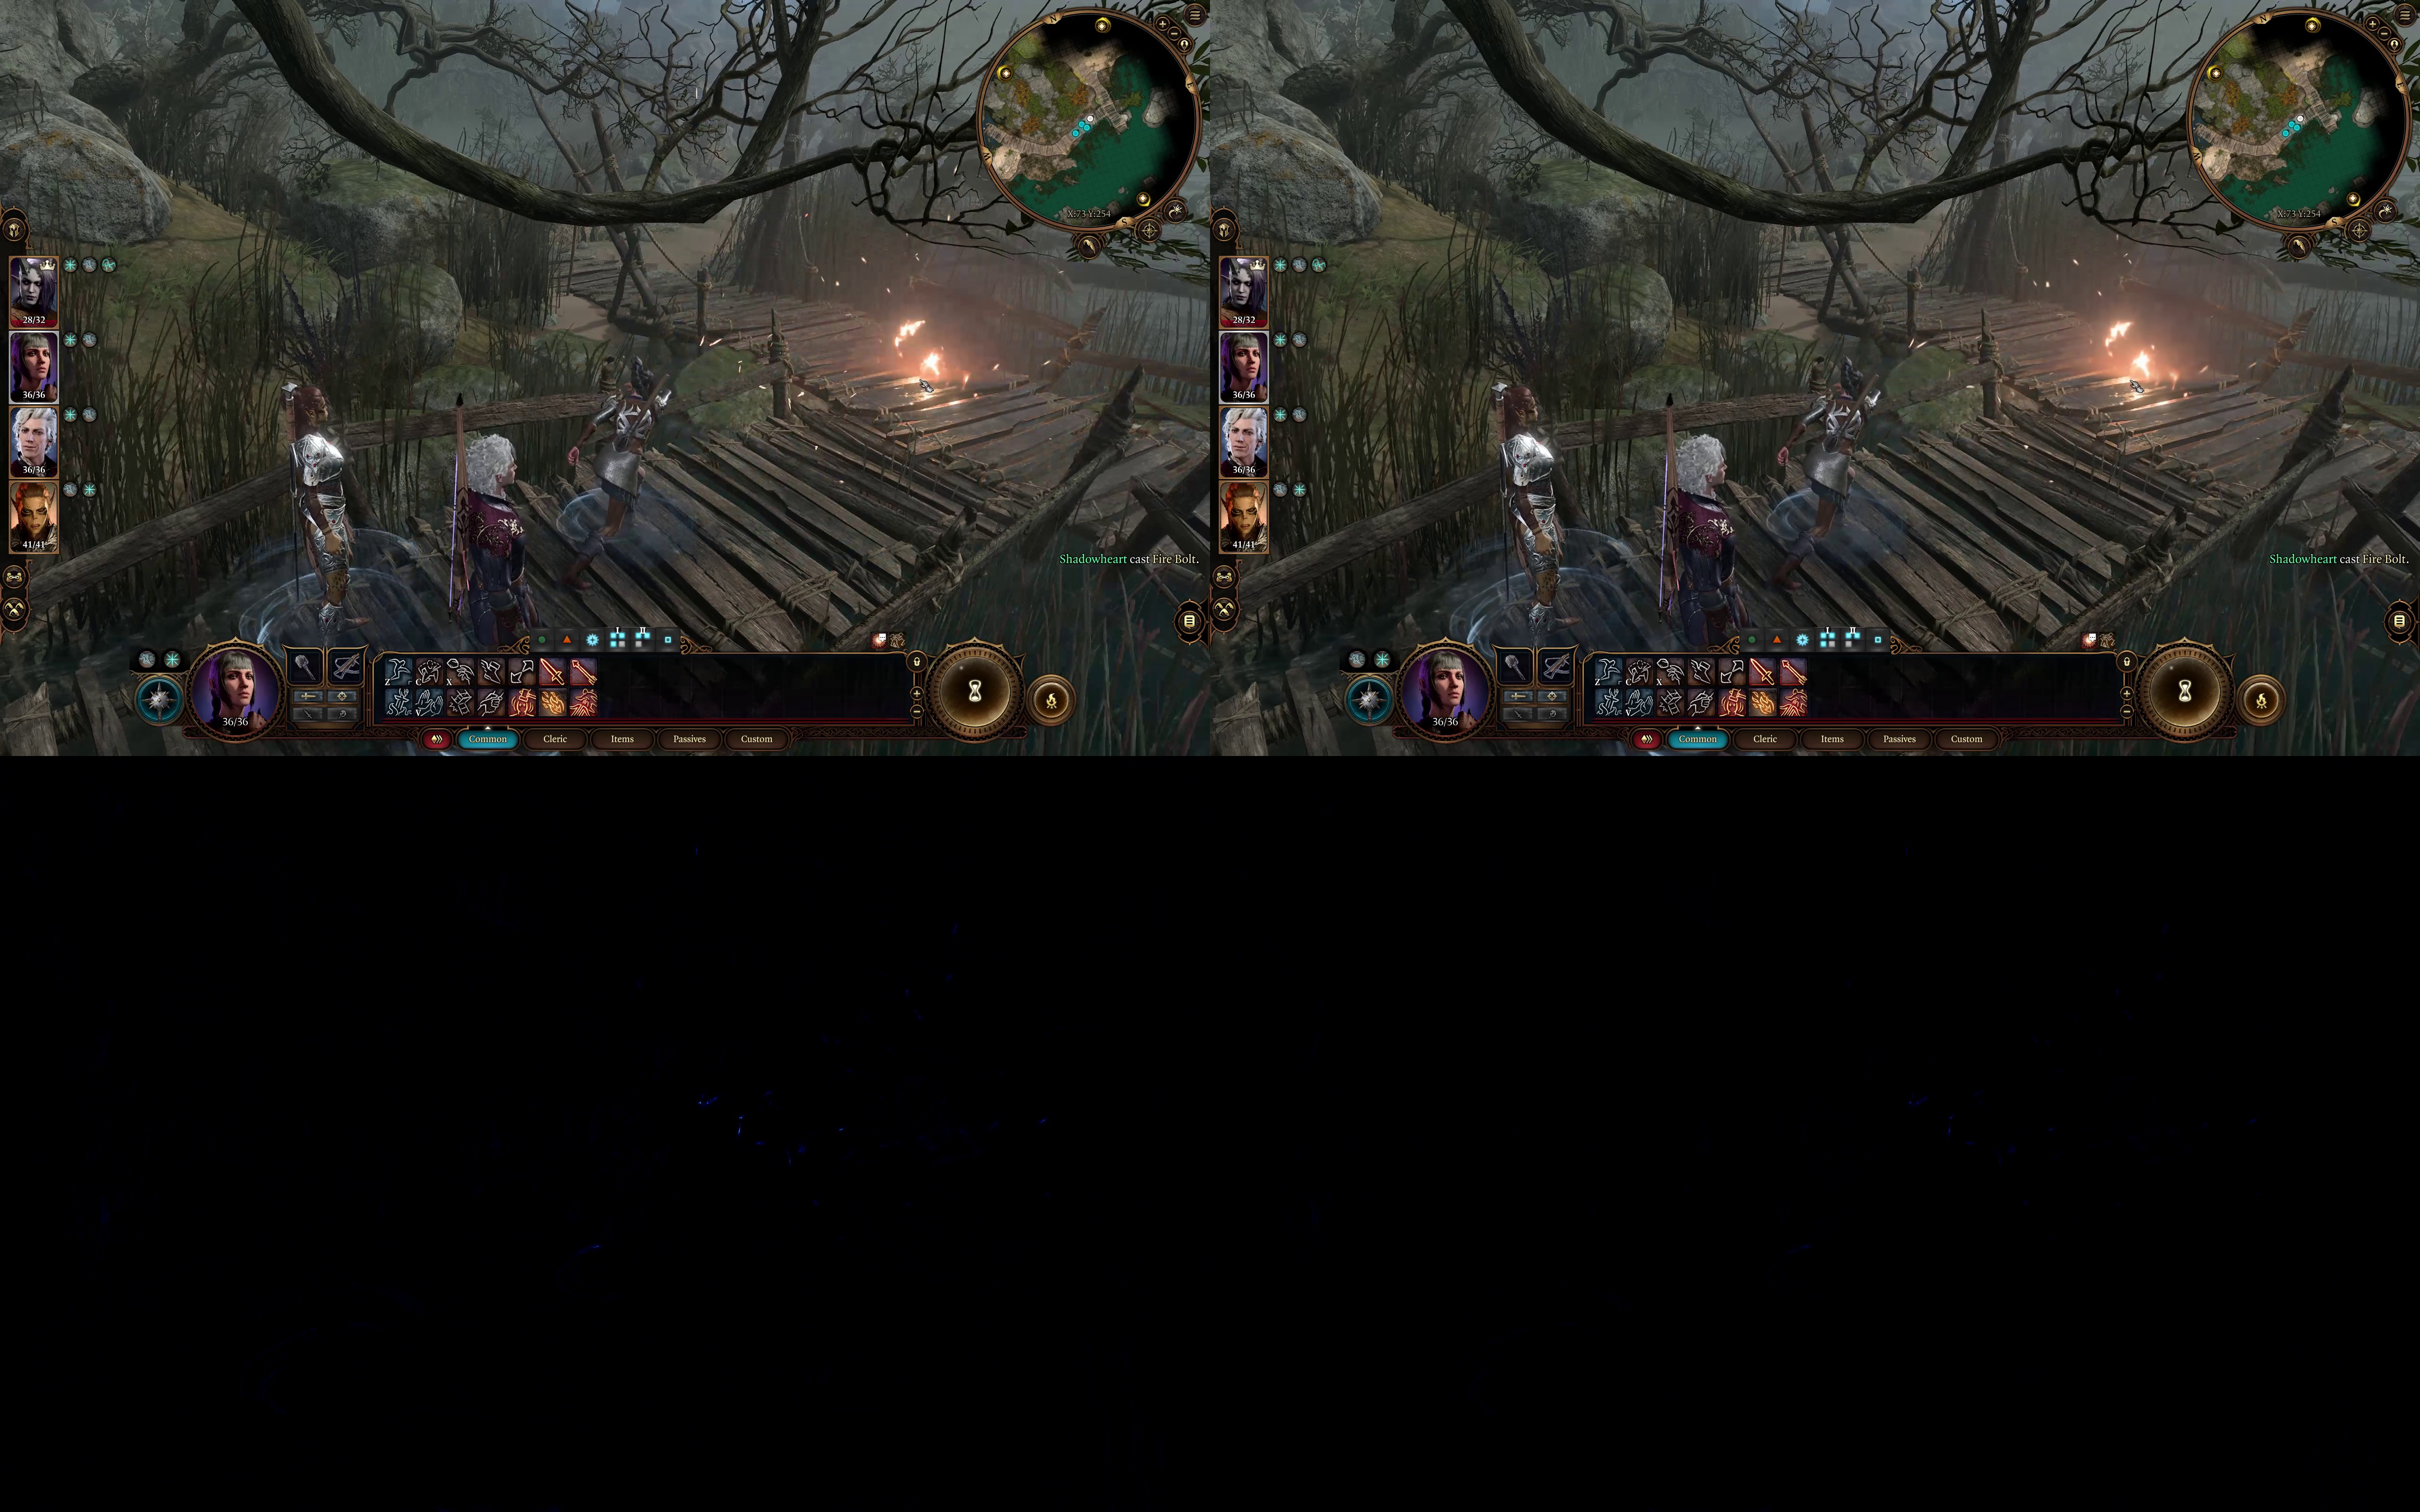 X:73 Y:254
28/32
36/36
36/36
41/41
Shadowheart cast Fire Bolt.
I II
Z C X
V
36/36
Common Cleric Items Passives Custom
X:73 Y:254
28/32
36/36
36/36
41/41
Shadowheart cast Fire Bolt.
I II
Z C X
V
36/36
Common Cleric Items Passives Custom